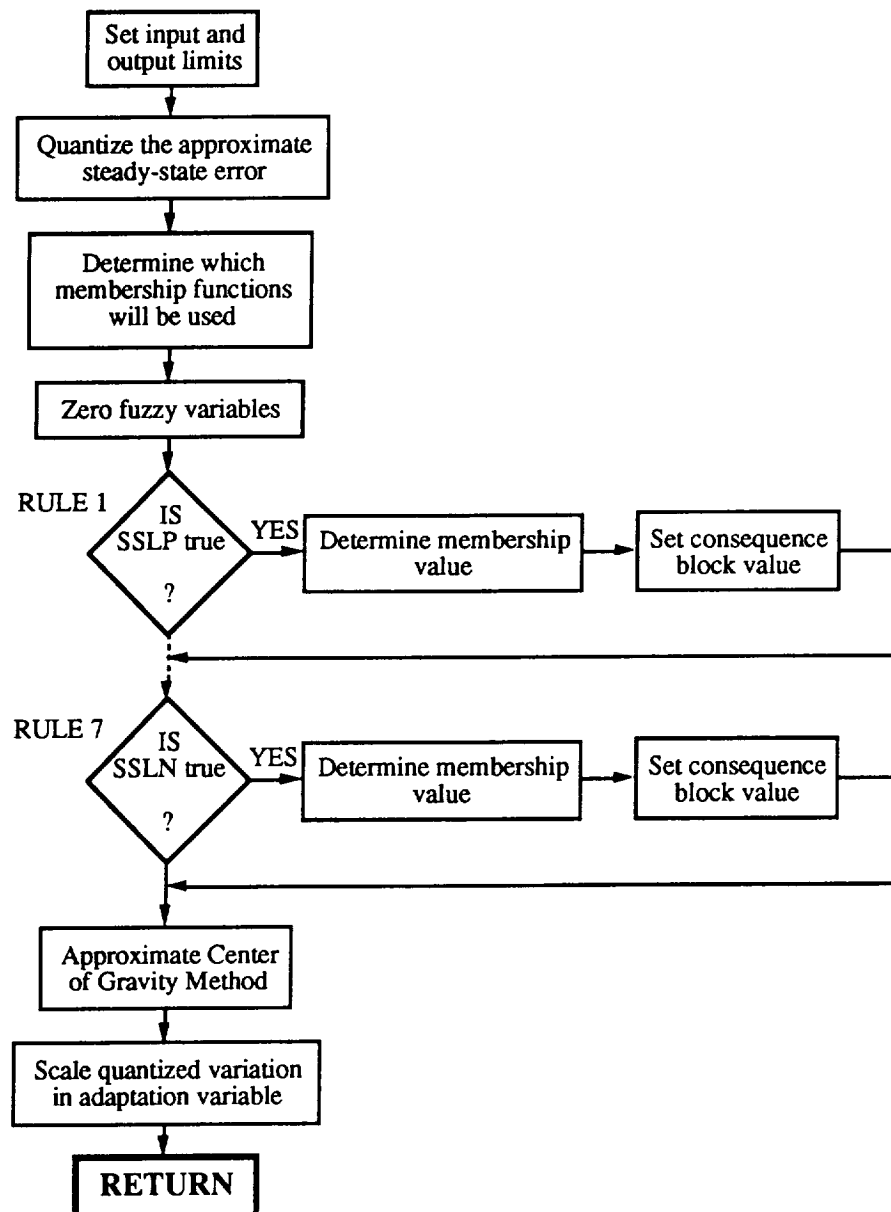 Set input and
output limits
Quantize the approximate
steady-state error
Determine which
membership functions
will be used
Zero fuzzy variables
RULE 1
IS
SSLP true
?
YES
Determine membership
value
Set consequence
block value
RULE 7
IS
SSLN true
?
YES
Determine membership
value
Set consequence
block value
Approximate Center
of Gravity Method
Scale quantized variation
in adaptation variable
RETURN